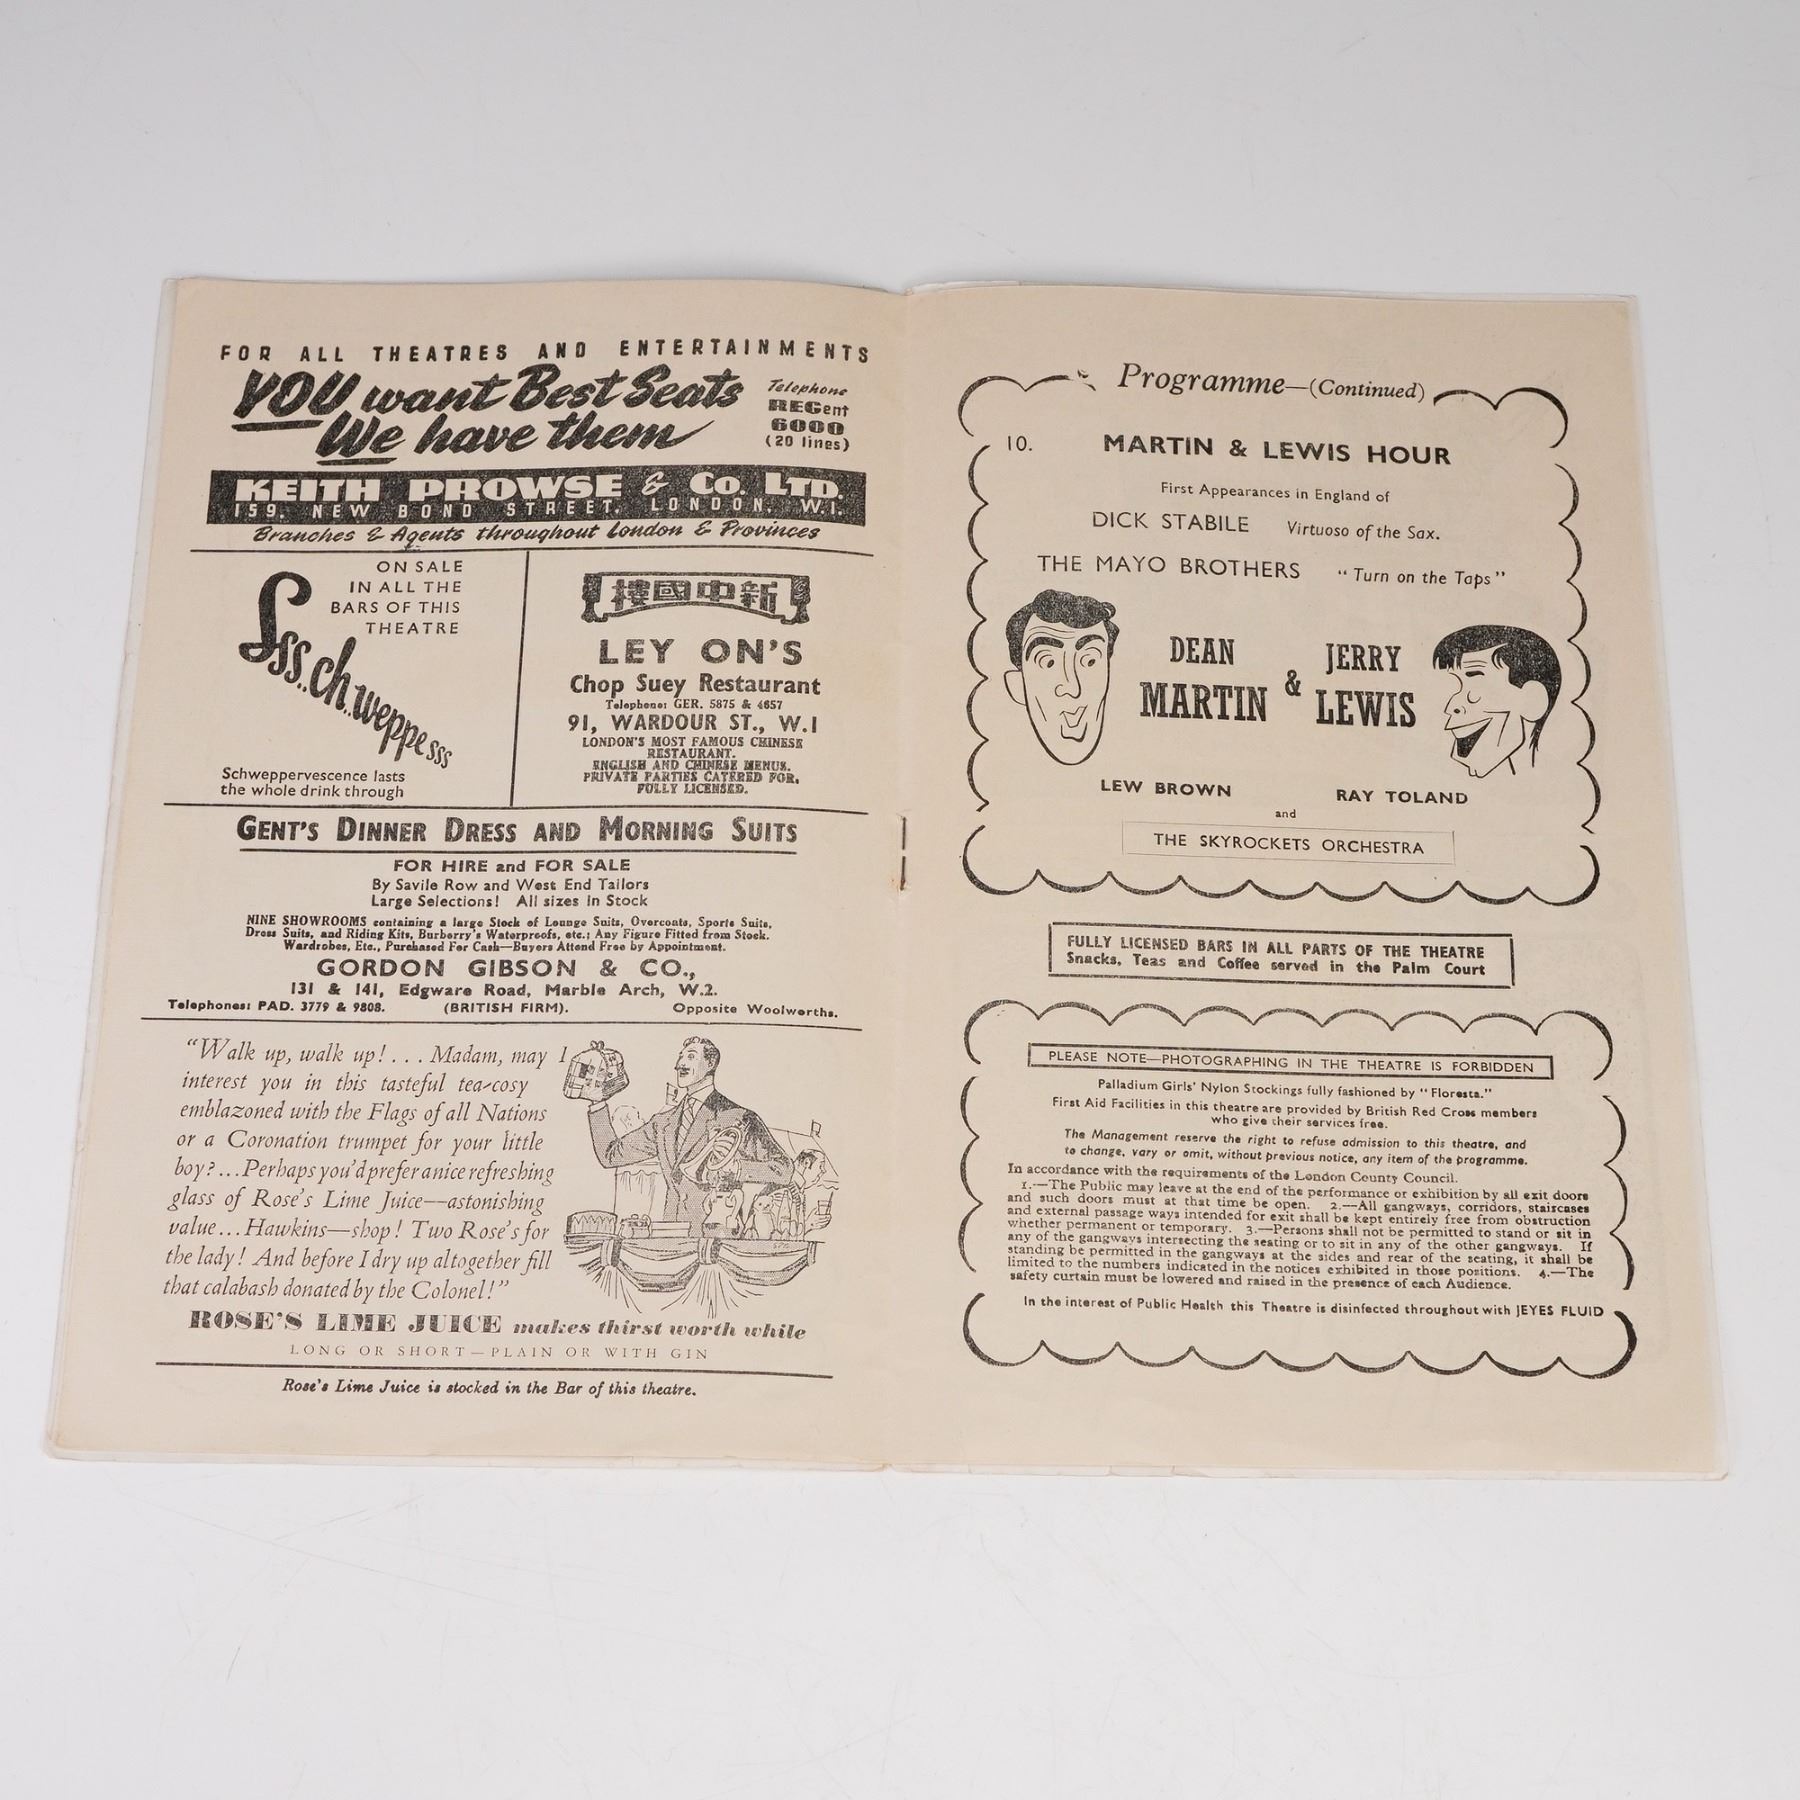 FOR ALL THEATRES AND ENTERTAINMENTS
YOU want Best Seats
We have them
Telephone
REGent
6000
(20 lines)
KEITH PROWSE & CO. LTD.
159, NEW BOND STREET, LONDON, W.1.
Branches & Agents throughout London & Provinces
ON SALE
IN ALL THE
BARS OF THIS
THEATRE
Sss..ch..weppesss
Schweppervescence lasts
the whole drink through
樓國中新
LEY ON'S
Chop Suey Restaurant
Telephone: GER. 5875 & 4657
91, WARDOUR ST., W.1
LONDON'S MOST FAMOUS CHINESE
RESTAURANT.
ENGLISH AND CHINESE MENUS.
PRIVATE PARTIES CATERED FOR.
FULLY LICENSED.
GENT'S DINNER DRESS AND MORNING SUITS
FOR HIRE and FOR SALE
By Savile Row and West End Tailors
Large Selections! All sizes in Stock
NINE SHOWROOMS containing a large Stock of Lounge Suits, Overcoats, Sports Suits,
Dress Suits, and Riding Kits, Burberry's Waterproofs, etc.; Any Figure Fitted from Stock.
Wardrobes, Etc., Purchased For Cash—Buyers Attend Free by Appointment.
GORDON GIBSON & CO.,
131 & 141, Edgware Road, Marble Arch, W.2.
Telephones: PAD. 3779 & 9808. (BRITISH FIRM). Opposite Woolworths.
"Walk up, walk up! . . . Madam, may I
interest you in this tasteful tea-cosy
emblazoned with the Flags of all Nations
or a Coronation trumpet for your little
boy?...Perhaps you'd prefer a nice refreshing
glass of Rose's Lime Juice—astonishing
value...Hawkins—shop! Two Rose's for
the lady! And before I dry up altogether fill
that calabash donated by the Colonel!"
ROSE'S LIME JUICE makes thirst worth while
LONG OR SHORT—PLAIN OR WITH GIN
Rose's Lime Juice is stocked in the Bar of this theatre.
Programme—(Continued)
10. MARTIN & LEWIS HOUR
First Appearances in England of
DICK STABILE Virtuoso of the Sax.
THE MAYO BROTHERS "Turn on the Taps"
DEAN
MARTIN
&
JERRY
LEWIS
LEW BROWN RAY TOLAND
and
THE SKYROCKETS ORCHESTRA
FULLY LICENSED BARS IN ALL PARTS OF THE THEATRE
Snacks, Teas and Coffee served in the Palm Court
PLEASE NOTE—PHOTOGRAPHING IN THE THEATRE IS FORBIDDEN
Palladium Girls' Nylon Stockings fully fashioned by "Floresta."
First Aid Facilities in this theatre are provided by British Red Cross members
who give their services free.
The Management reserve the right to refuse admission to this theatre, and
to change, vary or omit, without previous notice, any item of the programme.
In accordance with the requirements of the London County Council.
1.—The Public may leave at the end of the performance or exhibition by all exit doors
and such doors must at that time be open. 2.—All gangways, corridors, staircases
and external passage ways intended for exit shall be kept entirely free from obstruction
whether permanent or temporary. 3.—Persons shall not be permitted to stand or sit in
any of the gangways intersecting the seating or to sit in any of the other gangways. If
standing be permitted in the gangways at the sides and rear of the seating, it shall be
limited to the numbers indicated in the notices exhibited in those positions. 4.—The
safety curtain must be lowered and raised in the presence of each Audience.
In the interest of Public Health this Theatre is disinfected throughout with JEYES FLUID